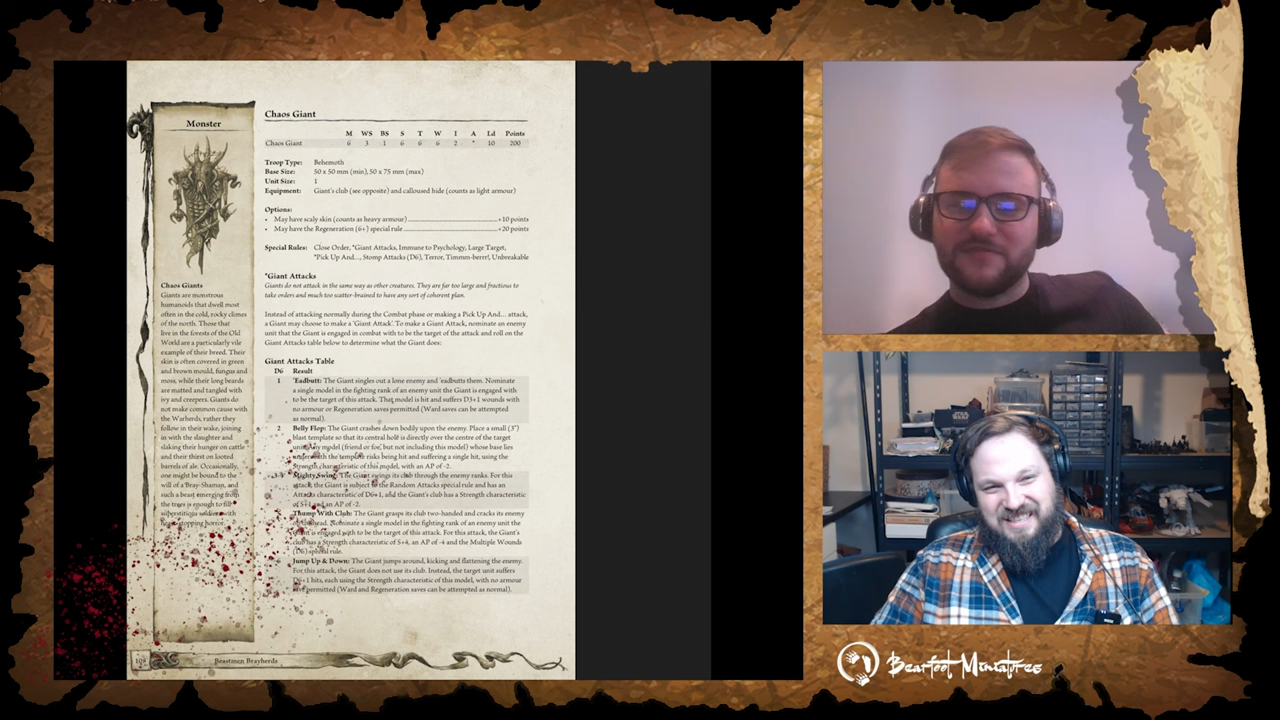 Monster
Chaos Giants
Giants are monstrous
humanoids that dwell most
often in the cold, rocky climes
of the north. Those that
live in the forests of the Old
World are a particularly vile
example of their breed. Their
skin is often covered in green
and brown mould, fungus and
moss, while their long beards
are matted and tangled with
ivy and creepers. Giants do
not make common cause with
the Warherds, rather they
follow in their wake, joining
in with the slaughter and
slaking their hunger on cattle
and their thirst on looted
barrels of ale. Occasionally,
one might be bound to the
will of a Bray-Shaman, and
such a beast emerging from
the trees is enough to fill
superstitious soldiers with
heart-stopping horror.
Chaos Giant
M WS BS S T W I A Ld Points
Chaos Giant 6 3 1 6 6 6 2 * 10 200
Troop Type: Behemoth
Base Size: 50 x 50 mm (min), 50 x 75 mm (max)
Unit Size: 1
Equipment: Giant's club (see opposite) and calloused hide (counts as light armour)
Options:
• May have scaly skin (counts as heavy armour) ... +10 points
• May have the Regeneration (6+) special rule ... +20 points
Special Rules: Close Order, *Giant Attacks, Immune to Psychology, Large Target,
*Pick Up And..., Stomp Attacks (D6), Terror, Timmm-berrr!, Unbreakable
*Giant Attacks
Giants do not attack in the same way as other creatures. They are far too large and fractious to
take orders and much too scatter-brained to have any sort of coherent plan.
Instead of attacking normally during the Combat phase or making a Pick Up And... attack,
a Giant may choose to make a 'Giant Attack'. To make a Giant Attack, nominate an enemy
unit that the Giant is engaged in combat with to be the target of the attack and roll on the
Giant Attacks table below to determine what the Giant does:
Giant Attacks Table
D6 Result
1 'Eadbutt: The Giant singles out a lone enemy and 'eadbutts them. Nominate
a single model in the fighting rank of an enemy unit the Giant is engaged with
to be the target of this attack. That model is hit and suffers D3+1 wounds with
no armour or Regeneration saves permitted (Ward saves can be attempted
as normal).
2 Belly Flop: The Giant crashes down bodily upon the enemy. Place a small (3")
blast template so that its central hole is directly over the centre of the target
unit. Any model (friend or foe, but not including this model) whose base lies
underneath the template risks being hit and suffering a single hit, using the
Strength characteristic of this model, with an AP of -2.
Mighty Swing: The Giant swings its club through the enemy ranks. For this
attack, the Giant is subject to the Random Attacks special rule and has an
Attacks characteristic of D6+1, and the Giant's club has a Strength characteristic
of S+1 and an AP of -2.
Thump With Club: The Giant grasps its club two-handed and cracks its enemy
overhead. Nominate a single model in the fighting rank of an enemy unit the
Giant is engaged with to be the target of this attack. For this attack, the Giant's
club has a Strength characteristic of S+4, an AP of -4 and the Multiple Wounds
(D6) special rule.
Jump Up & Down: The Giant jumps around, kicking and flattening the enemy.
For this attack, the Giant does not use its club. Instead, the target unit suffers
D6+1 hits, each using the Strength characteristic of this model, with no armour
save permitted (Ward and Regeneration saves can be attempted as normal).
108 Beastmen Brayherds
STAR WARS
Bearfoot Miniatures